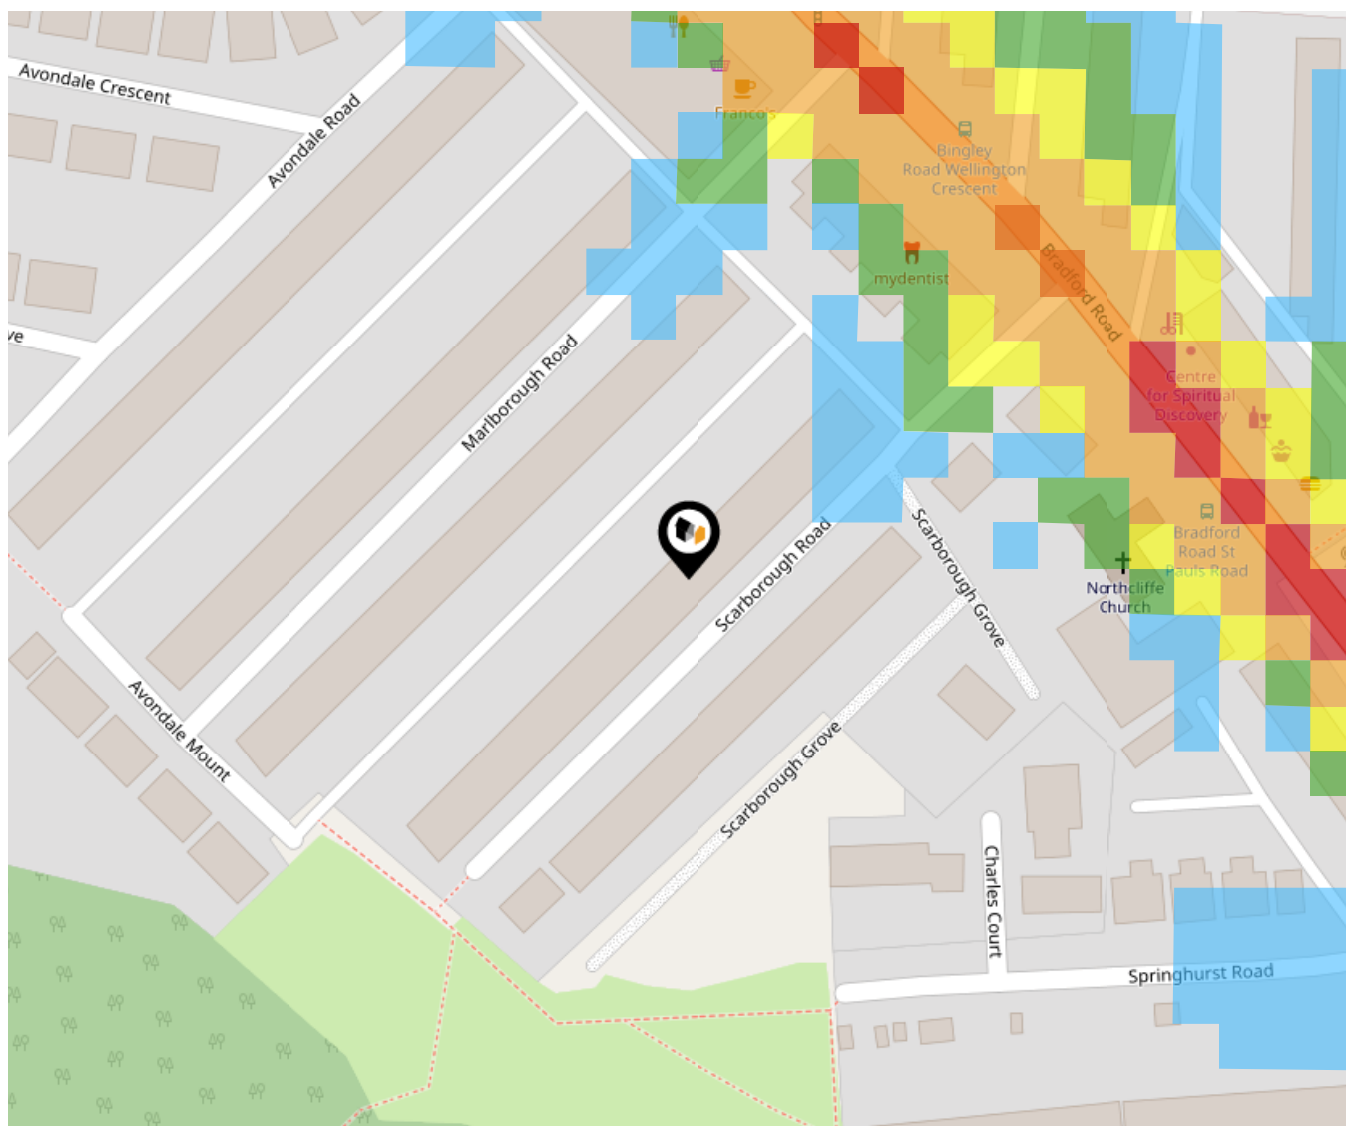 Avondale Crescent
Avondale Road
Franco's
Bingley
Road Wellington
Crescent
mydentist
Bradford Road
ve
Marlborough Road
Centre
for Spiritual
Discovery
Scarborough Road
Scarborough Grove
Bradford
Road St
Pauls Road
Northcliffe
Church
Avondale Mount
Scarborough Grove
Charles Court
Springhurst Road